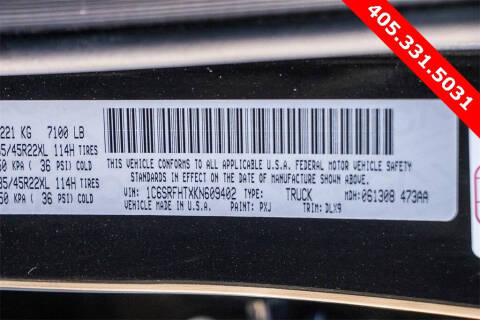 405.331.5031
221 KG 7100 LB
5/45R22XL 114H TIRES
50 KPA ( 36 PSI) COLD
85/45R22XL 114H TIRES
50 KPA ( 36 PSI) COLD
THIS VEHICLE CONFORMS TO ALL APPLICABLE U.S.A. FEDERAL MOTOR VEHICLE SAFETY
STANDARDS IN EFFECT ON THE DATE OF MANUFACTURE SHOWN ABOVE.
VIN: 1C6SRFHTXKN609402 TYPE: TRUCK MDH: 061308 473AA
VEHICLE MADE IN U.S.A. PAINT: PXJ TRIM: DLX9